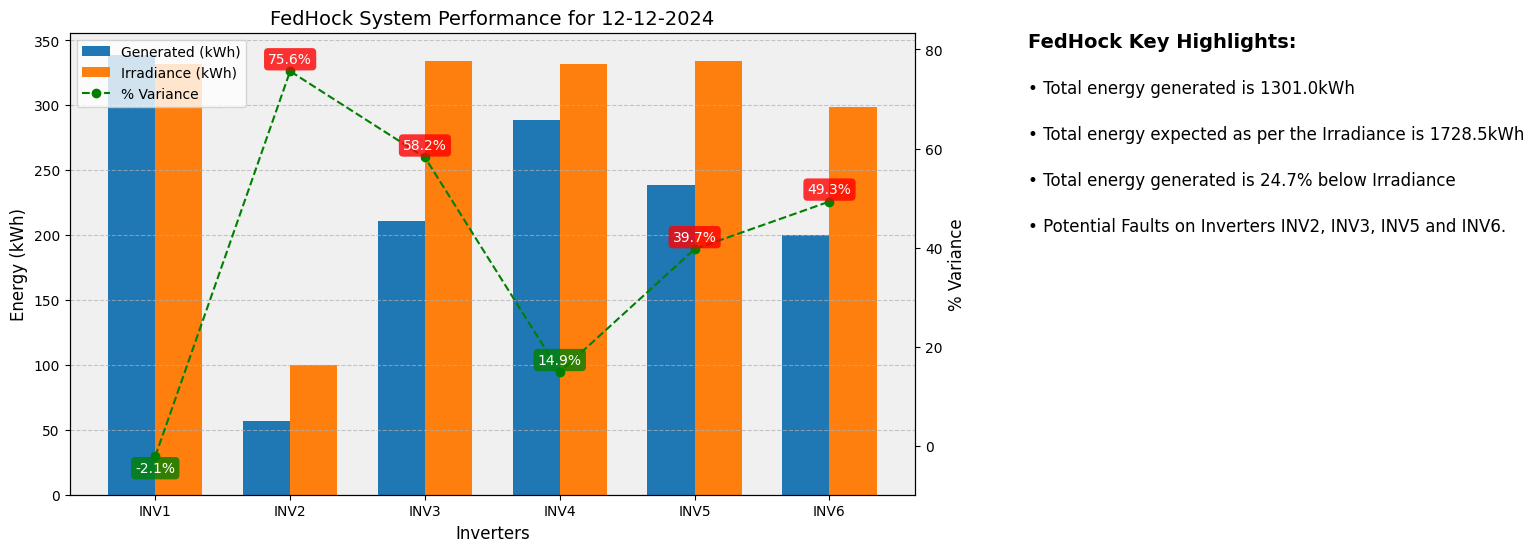 FedHock System Performance for 12-12-2024
Generated (kWh)
Irradiance (kWh)
% Variance
Energy (kWh)
350
300
250
200
150
100
50
0
-2.1%
75.6%
58.2%
14.9%
39.7%
49.3%
80
60
40
20
0
% Variance
INV1 INV2 INV3 INV4 INV5 INV6
Inverters
FedHock Key Highlights:
• Total energy generated is 1301.0kWh
• Total energy expected as per the Irradiance is 1728.5kWh
• Total energy generated is 24.7% below Irradiance
• Potential Faults on Inverters INV2, INV3, INV5 and INV6.